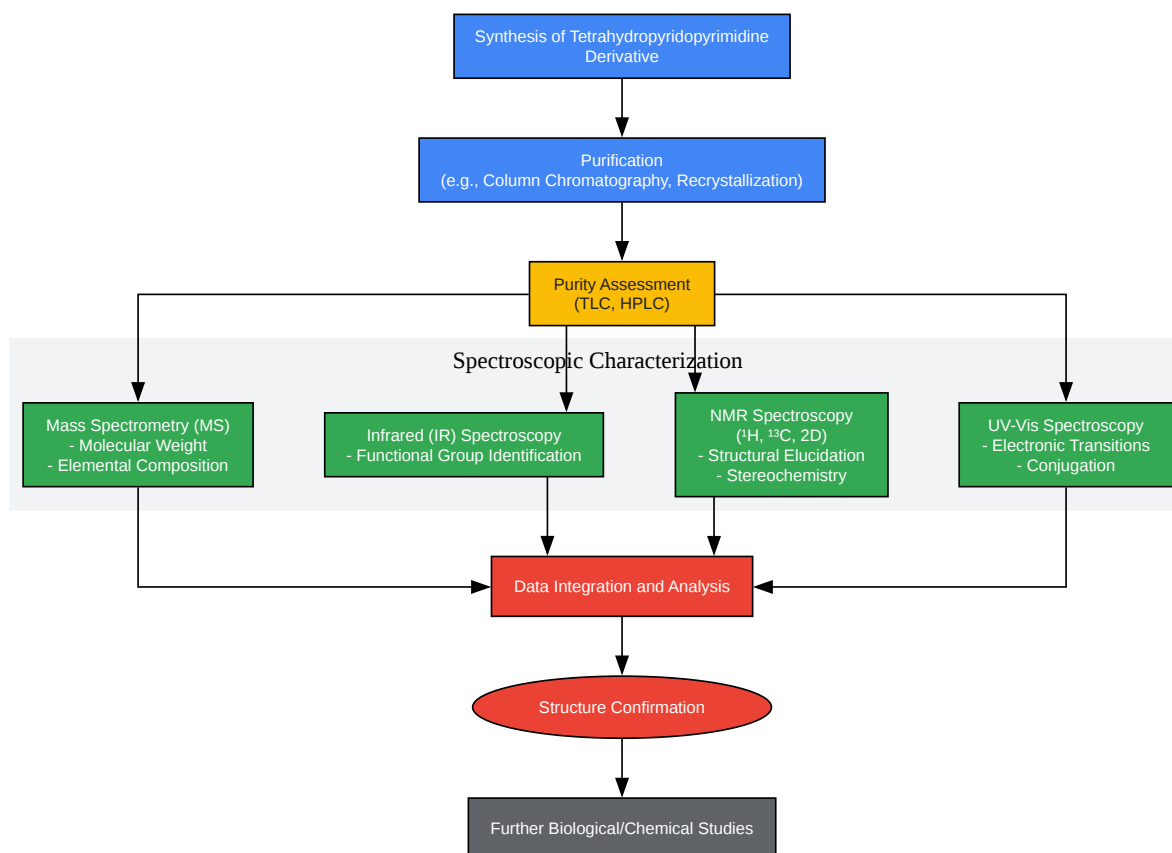 Synthesis of Tetrahydropyridopyrimidine
Derivative
Purification
(e.g., Column Chromatography, Recrystallization)
Purity Assessment
(TLC, HPLC)
Spectroscopic Characterization
Mass Spectrometry (MS)
- Molecular Weight
- Elemental Composition
Infrared (IR) Spectroscopy
- Functional Group Identification
NMR Spectroscopy
(¹H, ¹³C, 2D)
- Structural Elucidation
- Stereochemistry
UV-Vis Spectroscopy
- Electronic Transitions
- Conjugation
Data Integration and Analysis
Structure Confirmation
Further Biological/Chemical Studies